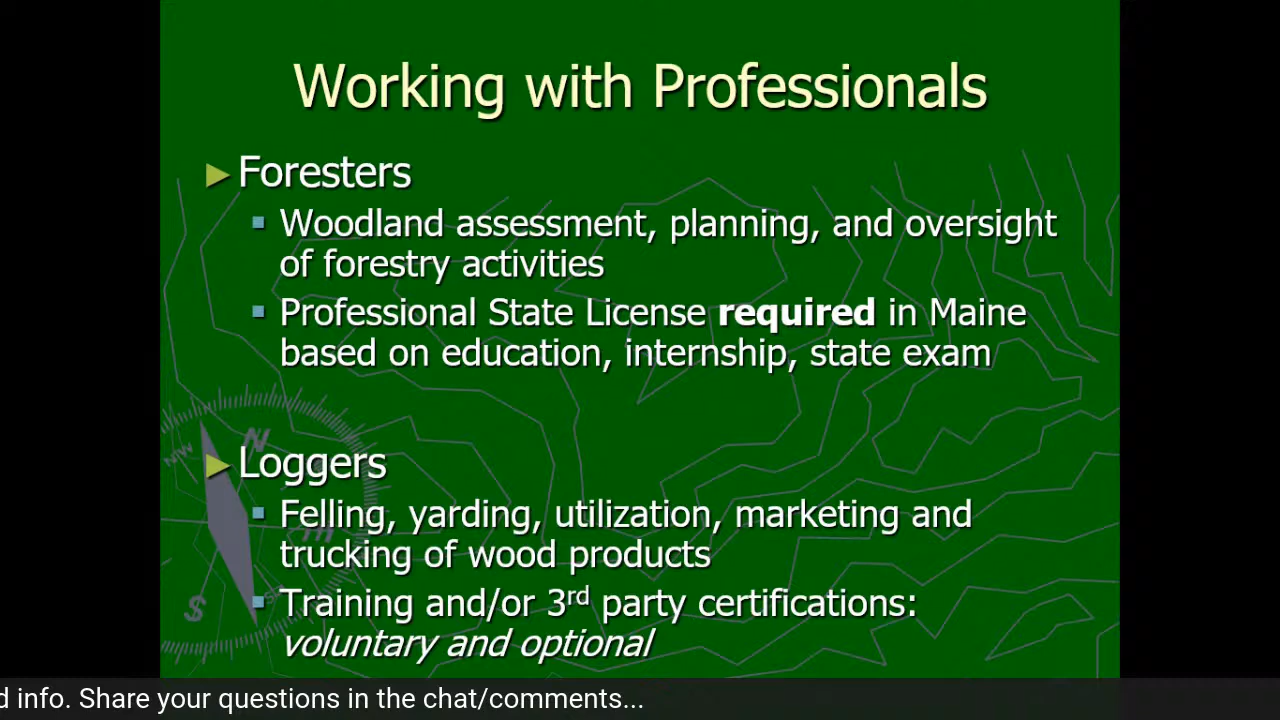 Working with Professionals
Foresters
Woodland assessment, planning, and oversight
of forestry activities
Professional State License required in Maine
based on education, internship, state exam
Loggers
Felling, yarding, utilization, marketing and
trucking of wood products
Training and/or 3rd party certifications:
voluntary and optional
N
NW
S
info. Share your questions in the chat/comments...